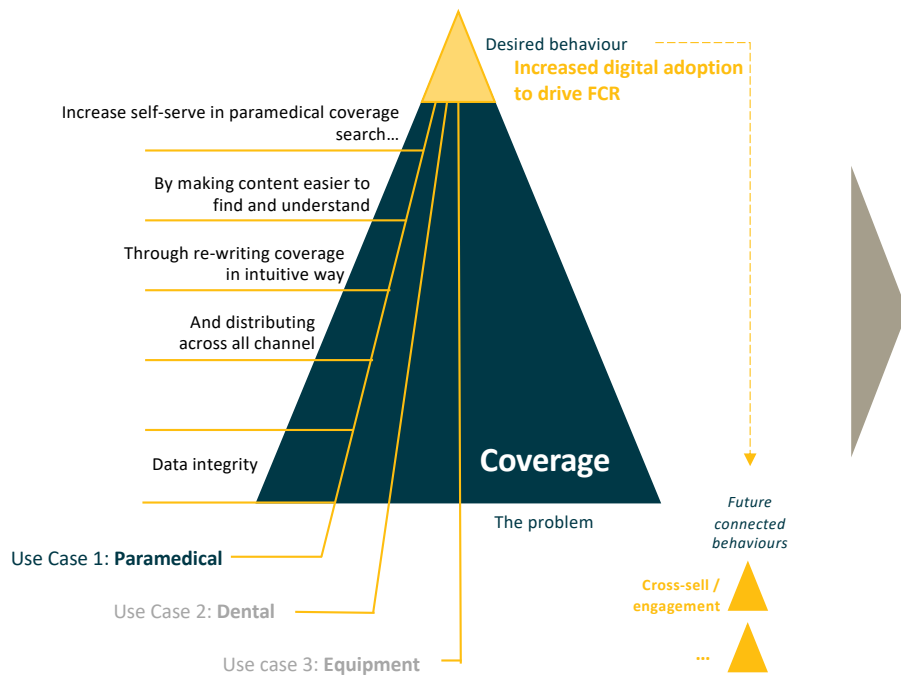 Desired behaviour
Increased digital adoption
to drive FCR
Increase self-serve in paramedical coverage
search…
By making content easier to
find and understand
Through re-writing coverage
in intuitive way
And distributing
across all channel
Data integrity
Coverage
The problem
Future
connected
behaviours
Use Case 1: Paramedical
Cross-sell /
engagement
Use Case 2: Dental
Use case 3: Equipment
…